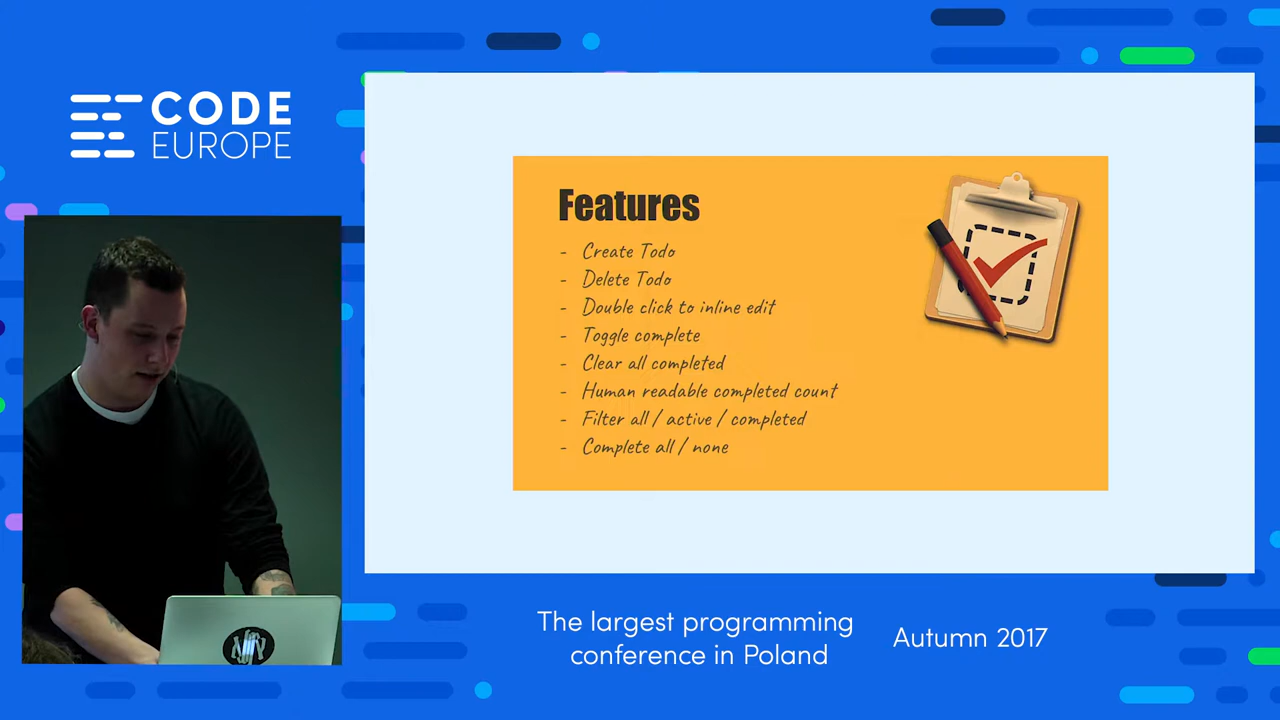 CODE
EUROPE
Features
- Create Todo
- Delete Todo
- Double click to inline edit
- Toggle complete
- Clear all completed
- Human readable completed count
- Filter all / active / completed
- Complete all / none
The largest programming
conference in Poland
Autumn 2017